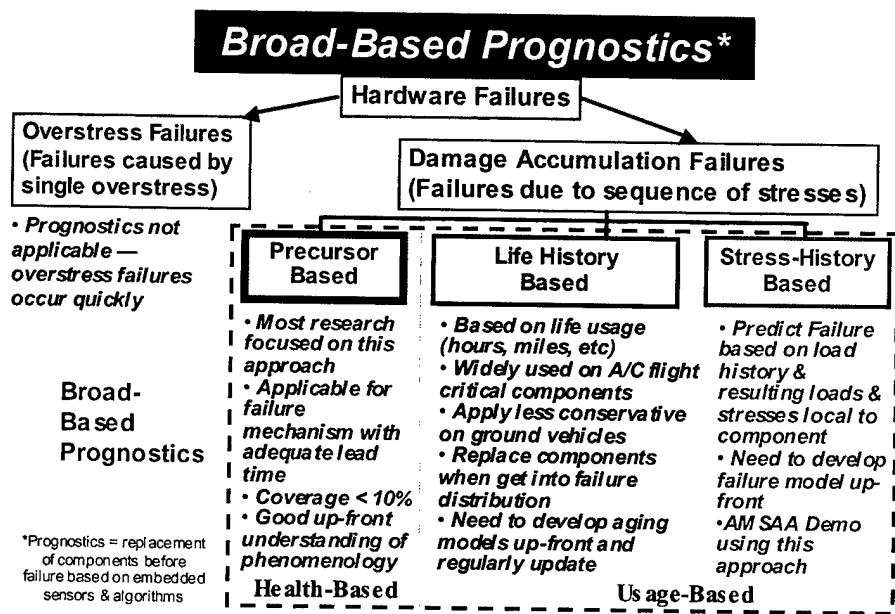 Broad-Based Prognostics*
Hardware Failures
Overstress Failures
(Failures caused by
single overstress)
Damage Accumulation Failures
(Failures due to sequence of stresses)
• Prognostics not
applicable —
overstress failures
occur quickly
Precursor
Based
• Most research
focused on this
approach
• Applicable for
failure
mechanism with
adequate lead
time
• Coverage < 10%
• Good up-front
understanding of
phenomenology
Health-Based
Life History
Based
• Based on life usage
(hours, miles, etc)
• Widely used on A/C flight
critical components
• Apply less conservative
on ground vehicles
• Replace components
when get into failure
distribution
• Need to develop aging
models up-front and
regularly update
Stress-History
Based
• Predict Failure
based on load
history &
resulting loads &
stresses local to
component
• Need to develop
failure model up-
front
•AMSAA Demo
using this
approach
Usage-Based
Broad-
Based
Prognostics
*Prognostics = replacement
of components before
failure based on embedded
sensors & algorithms